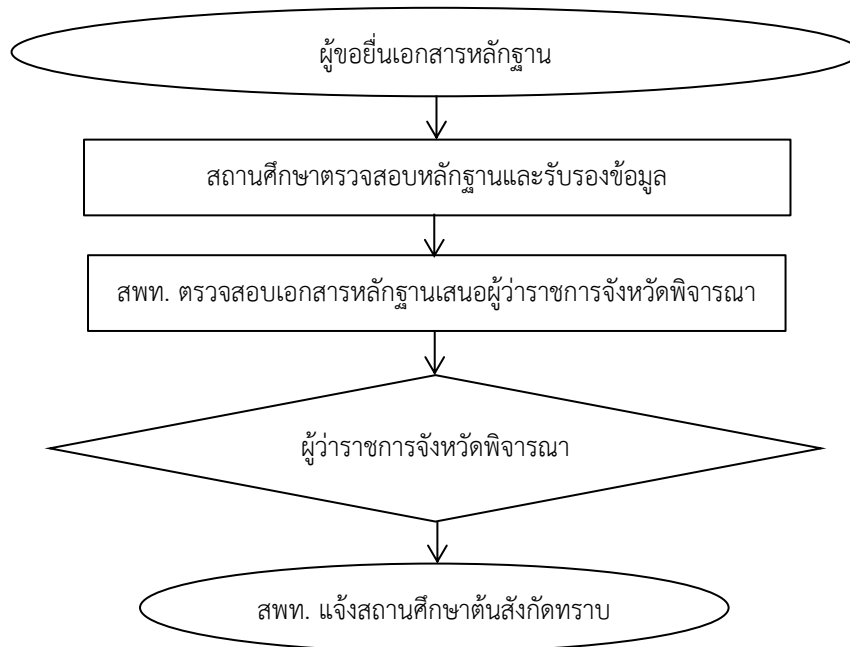 ผู้ขอยื่นเอกสารหลักฐาน
สถานศึกษาตรวจสอบหลักฐานและรับรองข้อมูล
สพท. ตรวจสอบเอกสารหลักฐานเสนอผู้ว่าราชการจังหวัดพิจารณา
ผู้ว่าราชการจังหวัดพิจารณา
สพท. แจ้งสถานศึกษาต้นสังกัดทราบ